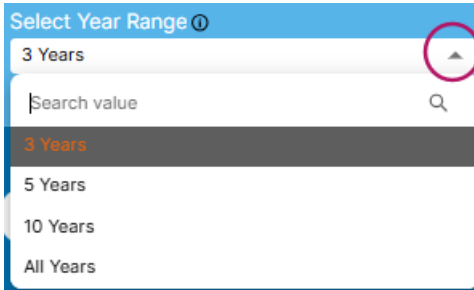 Select Year Range
3 Years
Search value
3 Years
5 Years
10 Years
All Years